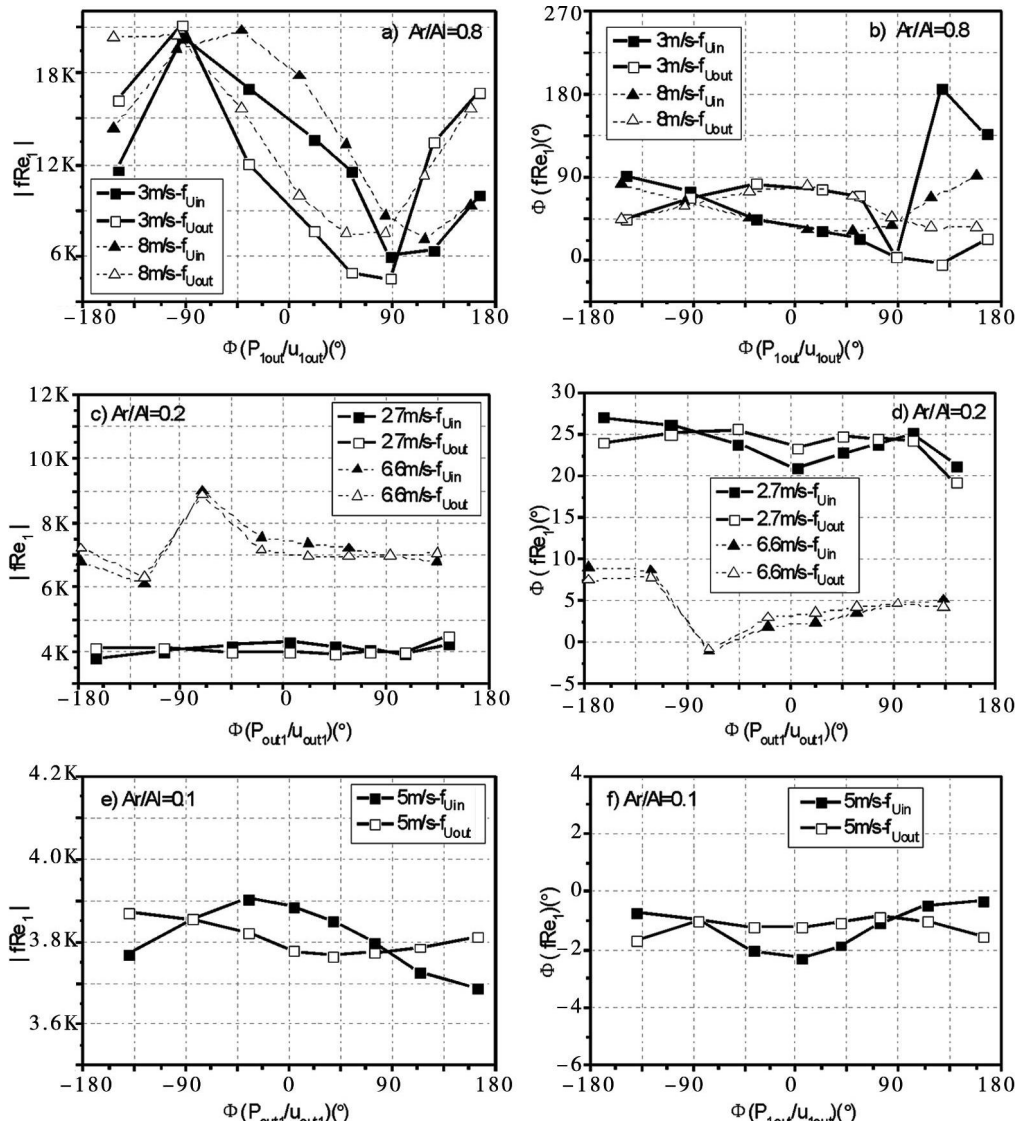 a) Ar/Al=0.8
|fRe1|
18K
12K
6K
3m/s-fUin
3m/s-fUout
8m/s-fUin
8m/s-fUout
-180 -90 0 90 180
Φ(P1out/u1out)(°)
b) Ar/Al=0.8
Φ(fRe1)(°)
270
180
90
0
3m/s-fUin
3m/s-fUout
8m/s-fUin
8m/s-fUout
-180 -90 0 90 180
Φ(P1out/u1out)(°)
c) Ar/Al=0.2
|fRe1|
12K
10K
8K
6K
4K
27m/s-fUin
27m/s-fUout
6.6m/s-fUin
6.6m/s-fUout
-180 -90 0 90 180
Φ(Pout1/uout1)(°)
d) Ar/Al=0.2
Φ(fRe1)(°)
30
25
20
15
10
5
0
-5
2.7m/s-fUin
2.7m/s-fUout
6.6m/s-fUin
6.6m/s-fUout
-180 -90 0 90 180
Φ(Pout1/uout1)(°)
e) Ar/Al=0.1
|fRe1|
4.2K
4.0K
3.8K
3.6K
5m/s-fUin
5m/s-fUout
-180 -90 0 90 180
Φ(Pout1/uout1)(°)
f) Ar/Al=0.1
Φ(fRe1)(°)
4
2
0
-2
-4
-6
5m/s-fUin
5m/s-fUout
-180 -90 0 90 180
Φ(P1out/u1out)(°)